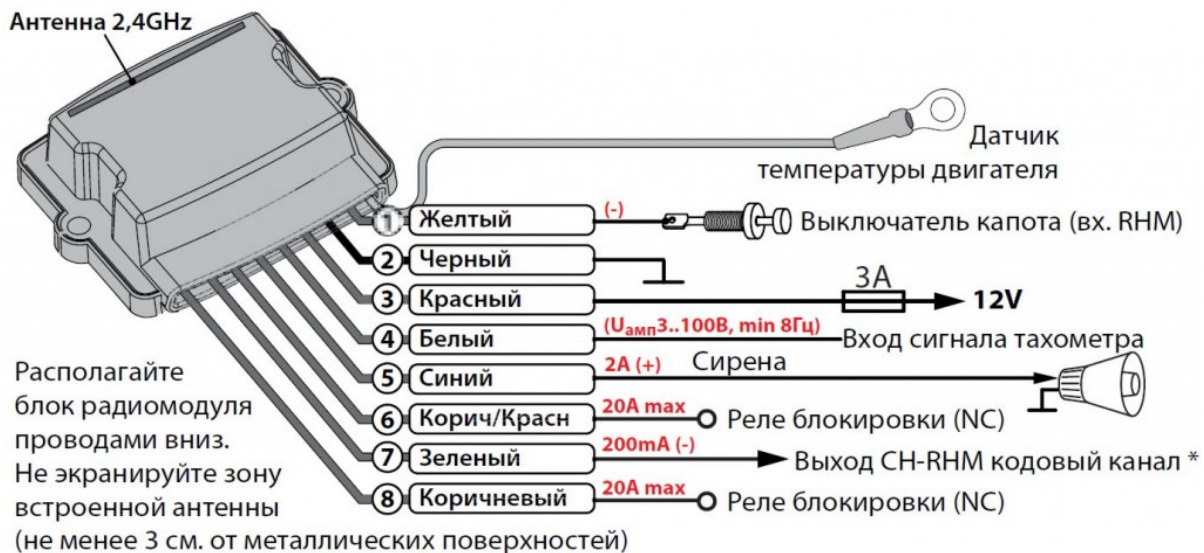 Антенна 2,4GHz
Датчик
температуры двигателя
1 Желтый (-) Выключатель капота (вх. RHM)
2 Черный
3 Красный 3А 12V
4 Белый (Uамп3..100В, min 8Гц) Вход сигнала тахометра
5 Синий 2А (+) Сирена
6 Корич/Красн 20А max Реле блокировки (NC)
7 Зеленый 200mA (-) Выход CH-RHM кодовый канал *
8 Коричневый 20А max Реле блокировки (NC)
Располагайте
блок радиомодуля
проводами вниз.
Не экранируйте зону
встроенной антенны
(не менее 3 см. от металлических поверхностей)